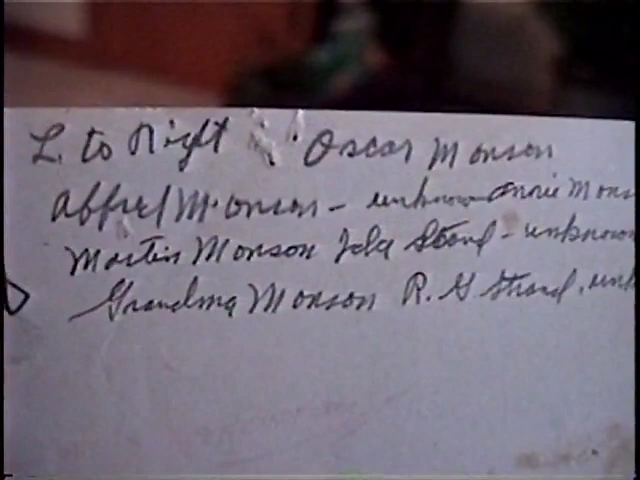 L. to Right Oscar Monson
Alfred Monson - unknown Annie Mons
Martin Monson Ida Strand - unknown
Grandma Monson R. G Strand, unk